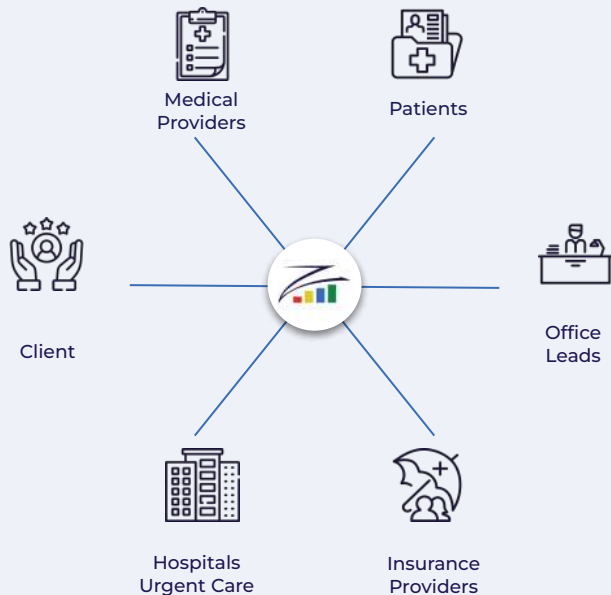 Medical
Providers
Patients
Client
Office
Leads
Hospitals
Urgent Care
Insurance
Providers